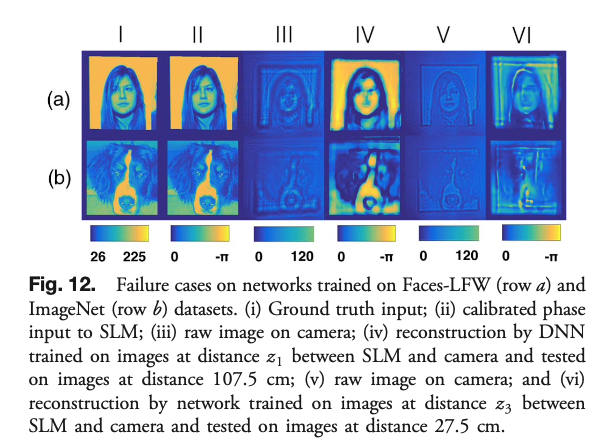 I II III IV V VI
(a)
(b)
26 225 0 -π 0 120 0 -π 0 120 0 -π
Fig. 12. Failure cases on networks trained on Faces-LFW (row a) and
ImageNet (row b) datasets. (i) Ground truth input; (ii) calibrated phase
input to SLM; (iii) raw image on camera; (iv) reconstruction by DNN
trained on images at distance z₁ between SLM and camera and tested
on images at distance 107.5 cm; (v) raw image on camera; and (vi)
reconstruction by network trained on images at distance z₃ between
SLM and camera and tested on images at distance 27.5 cm.